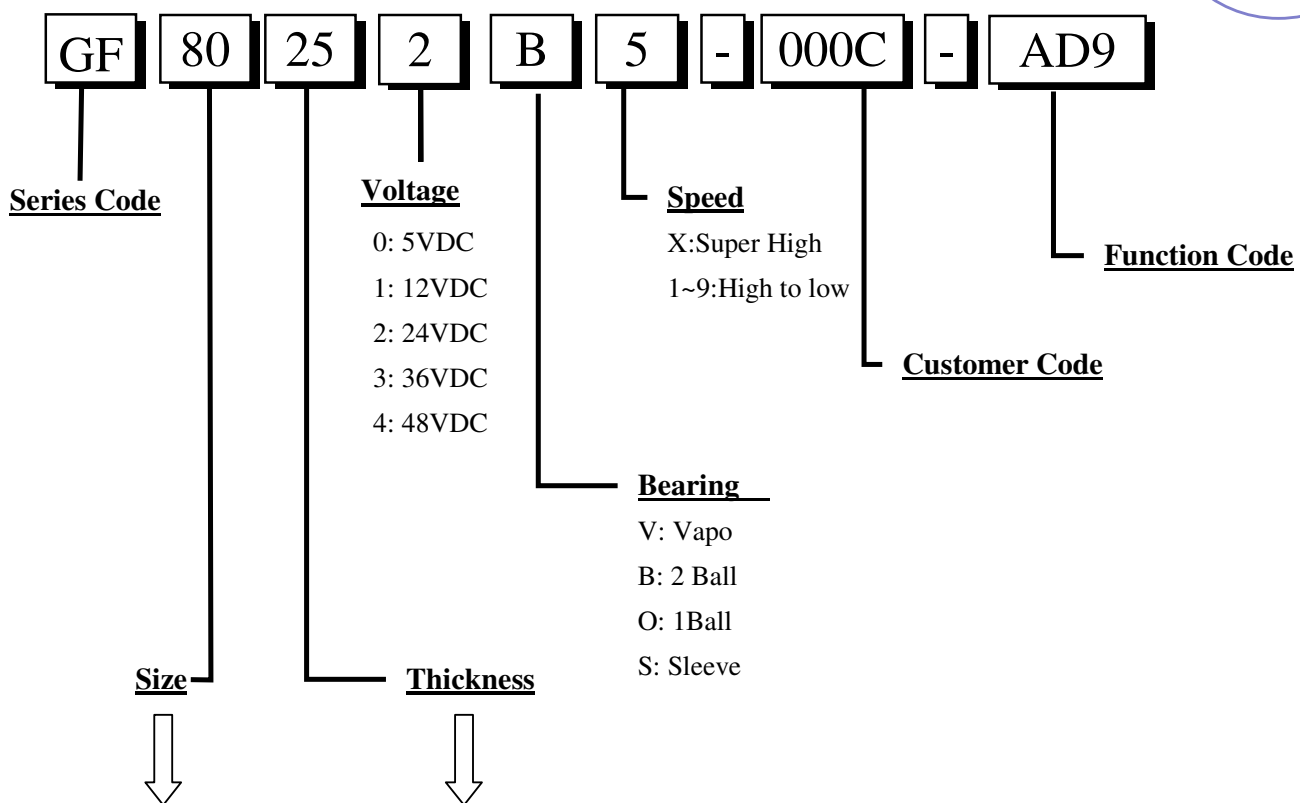 GF 80 25 2 B 5 - 000C - AD9
Series Code
Voltage
0: 5VDC
1: 12VDC
2: 24VDC
3: 36VDC
4: 48VDC
Speed
X:Super High
1~9:High to low
Function Code
Customer Code
Bearing
V: Vapo
B: 2 Ball
O: 1Ball
S: Sleeve
Size
Thickness